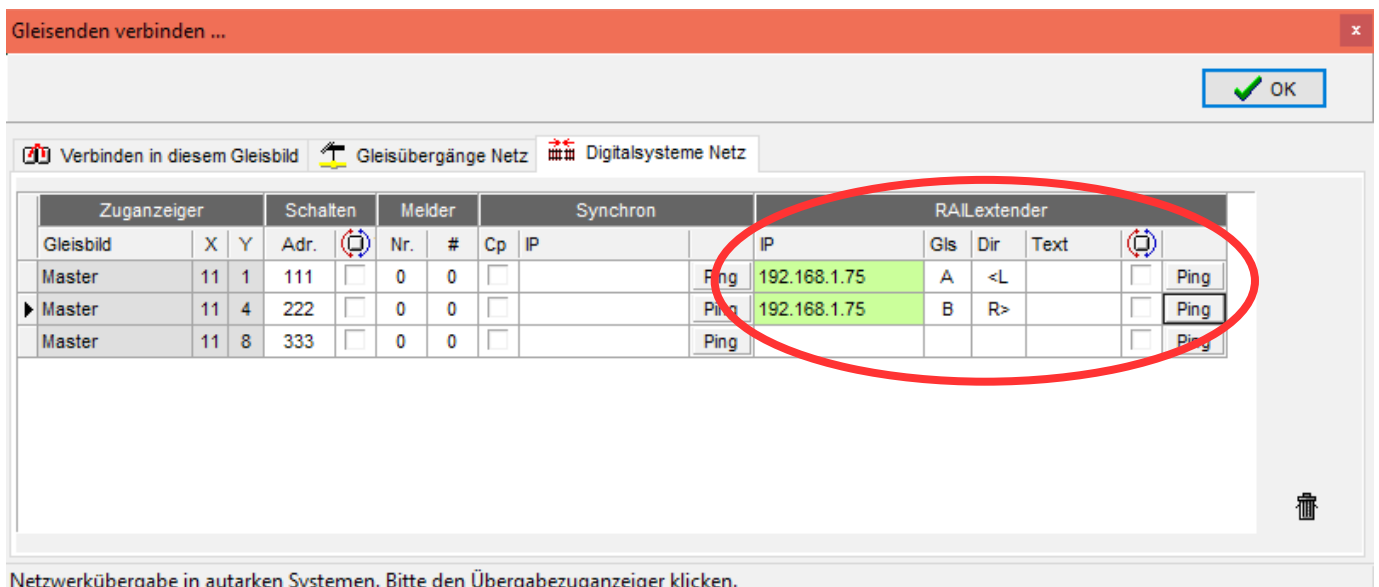 Gleisenden verbinden ...
x
OK
Verbinden in diesem Gleisbild Gleisübergänge Netz Digitalsysteme Netz
Zuganzeiger Schalten Melder Synchron RAILextender
Gleisbild X Y Adr. Nr. # Cp IP IP Gls Dir Text
Master 11 1 111 0 0 Ping 192.168.1.75 A <L Ping
Master 11 4 222 0 0 Ping 192.168.1.75 B R> Ping
Master 11 8 333 0 0 Ping Ping
Netzwerkübergabe in autarken Systemen. Bitte den Übergabezuganzeiger klicken.